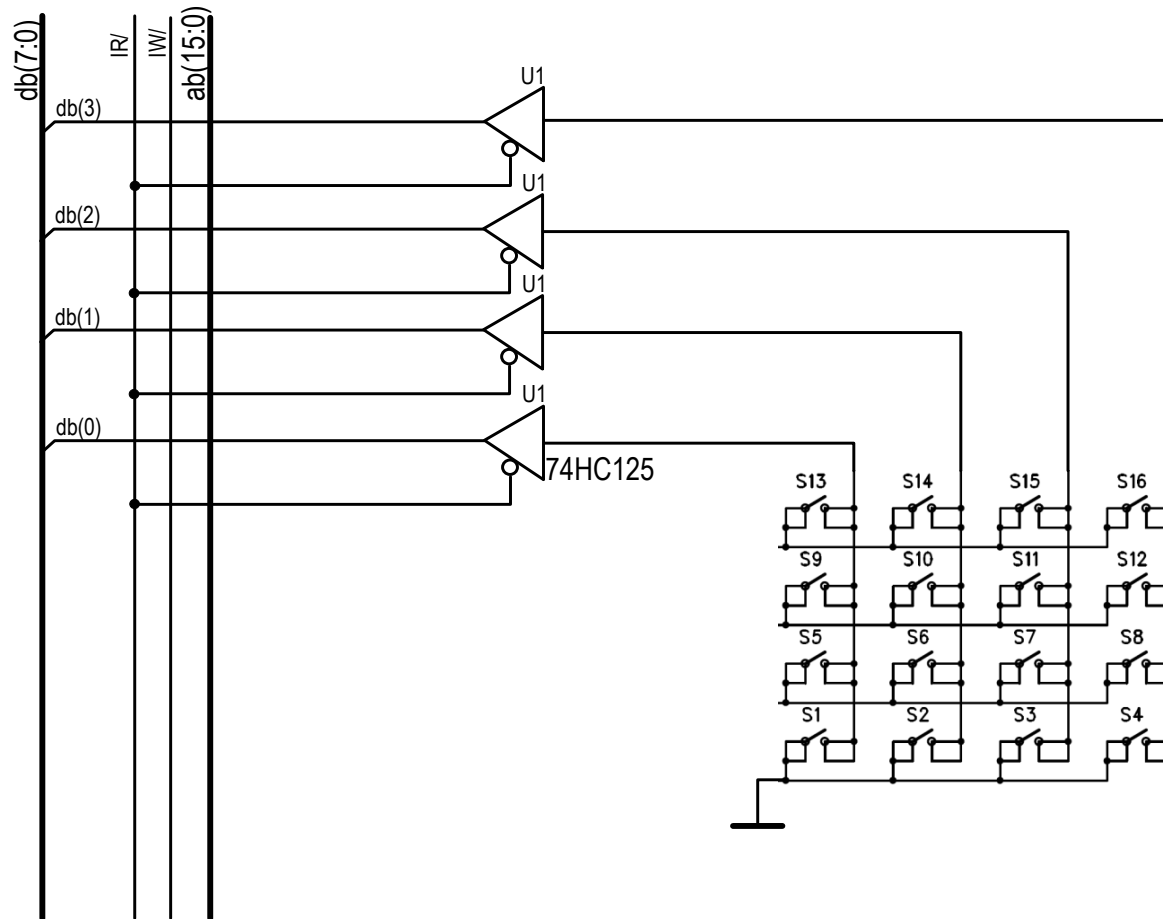 db(7:0)
IR/
IW/
ab(15:0)
U1
db(3)
U1
db(2)
U1
db(1)
U1
db(0)
74HC125
S13 S14 S15 S16
S9 S10 S11 S12
S5 S6 S7 S8
S1 S2 S3 S4